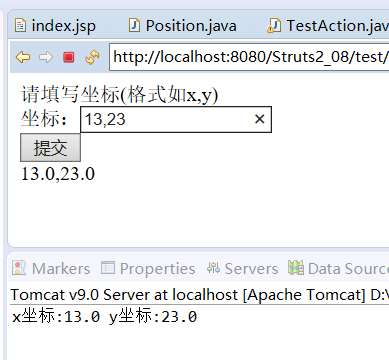 index.jsp Position.java TestAction.jav
http://localhost:8080/Struts2_08/test/
请填写坐标(格式如x,y)
坐标：13,23
提交
13.0,23.0
Markers Properties Servers Data Source
Tomcat v9.0 Server at localhost [Apache Tomcat] D:\
x坐标:13.0 y坐标:23.0